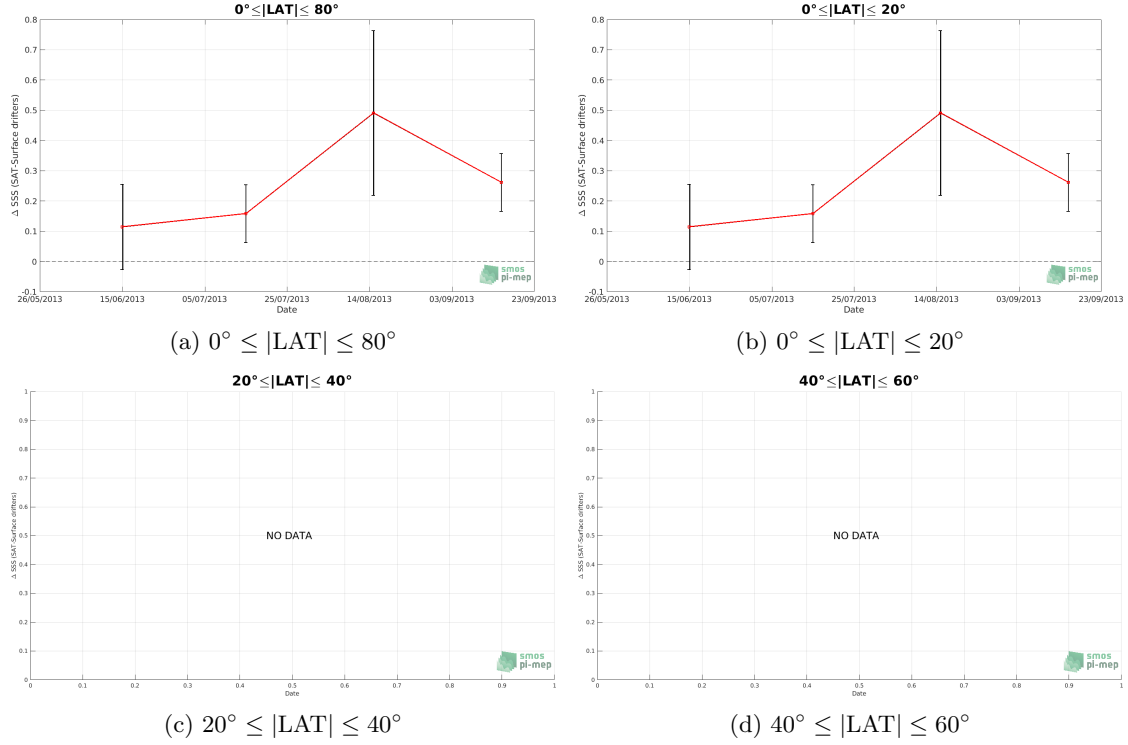 0°≤|LAT|≤ 80°
0.8
0.7
0.6
0.5
0.4
0.3
0.2
0.1
0
-0.1
Δ SSS (SAT-Surface drifters)
26/05/2013 15/06/2013 05/07/2013 25/07/2013 14/08/2013 03/09/2013 23/09/2013
Date
smos
pi-mep
(a) 0° ≤ |LAT| ≤ 80°
0°≤|LAT|≤ 20°
0.8
0.7
0.6
0.5
0.4
0.3
0.2
0.1
0
-0.1
Δ SSS (SAT-Surface drifters)
26/05/2013 15/06/2013 05/07/2013 25/07/2013 14/08/2013 03/09/2013 23/09/2013
Date
smos
pi-mep
(b) 0° ≤ |LAT| ≤ 20°
20°≤|LAT|≤ 40°
1
0.9
0.8
0.7
0.6
0.5
0.4
0.3
0.2
0.1
0
Δ SSS (SAT-Surface drifters)
NO DATA
0 0.1 0.2 0.3 0.4 0.5 0.6 0.7 0.8 0.9 1
Date
smos
pi-mep
(c) 20° ≤ |LAT| ≤ 40°
40°≤|LAT|≤ 60°
1
0.9
0.8
0.7
0.6
0.5
0.4
0.3
0.2
0.1
0
Δ SSS (SAT-Surface drifters)
NO DATA
0 0.1 0.2 0.3 0.4 0.5 0.6 0.7 0.8 0.9 1
Date
smos
pi-mep
(d) 40° ≤ |LAT| ≤ 60°